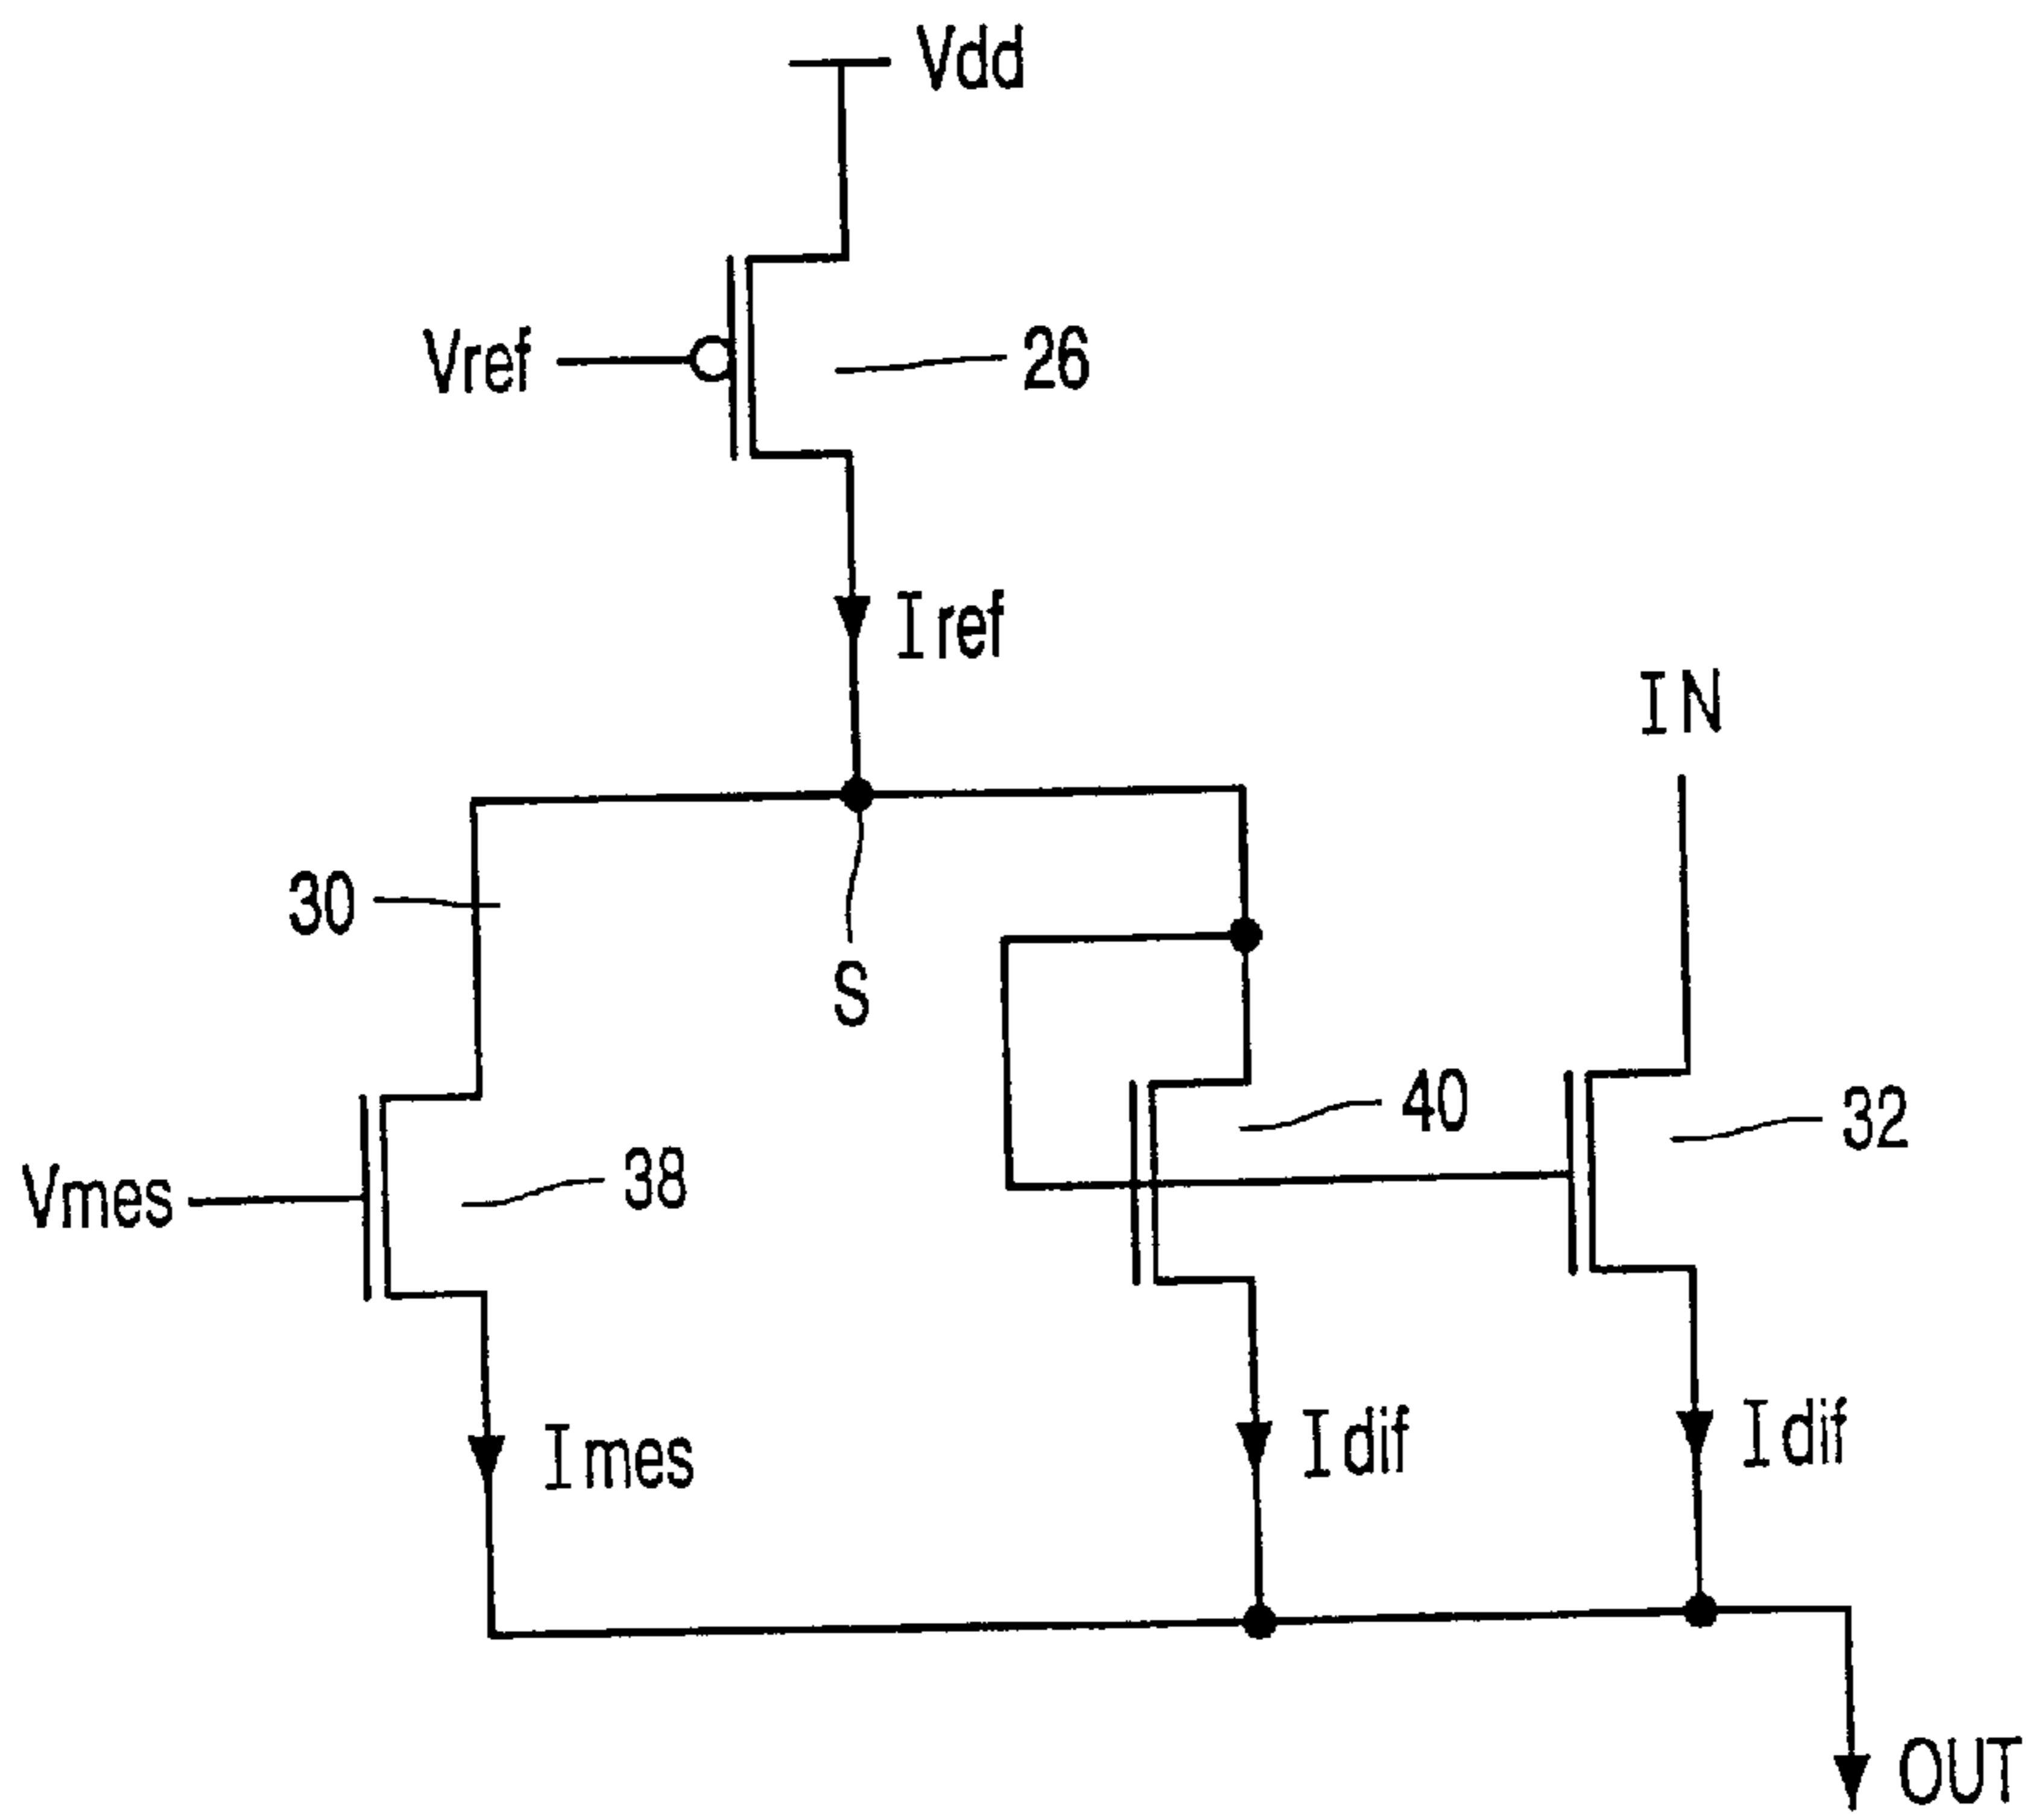 Vdd
Vref
26
Iref
IN
30
S
40
32
Vmes
38
Imes
Idif
Idif
OUT